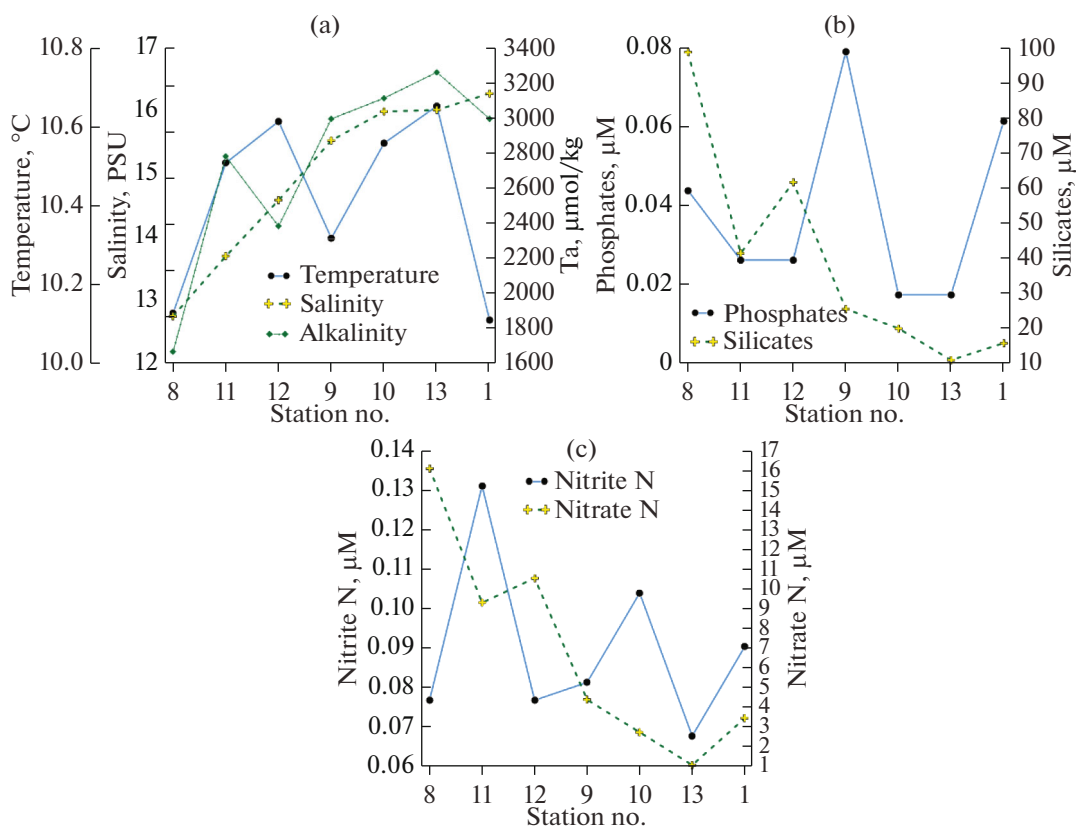 (a)
10.8
10.6
10.4
10.2
10.0
Temperature, °C
17
16
15
14
13
12
Salinity, PSU
3400
3200
3000
2800
2600
2400
2200
2000
1800
1600
Ta, μmol/kg
Temperature
Salinity
Alkalinity
8 11 12 9 10 13 1
Station no.
(b)
0.08
0.06
0.04
0.02
0
Phosphates, μM
100
90
80
70
60
50
40
30
20
10
Silicates, μM
Phosphates
Silicates
8 11 12 9 10 13 1
Station no.
(c)
0.14
0.13
0.12
0.11
0.10
0.09
0.08
0.07
0.06
Nitrite N, μM
17
16
15
14
13
12
11
10
9
8
7
6
5
4
3
2
1
Nitrate N, μM
Nitrite N
Nitrate N
8 11 12 9 10 13 1
Station no.